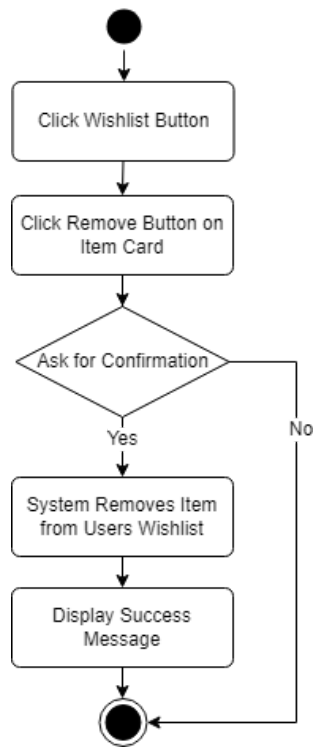 Click Wishlist Button
Click Remove Button on
Item Card
Ask for Confirmation
Yes
No
System Removes Item
from Users Wishlist
Display Success
Message